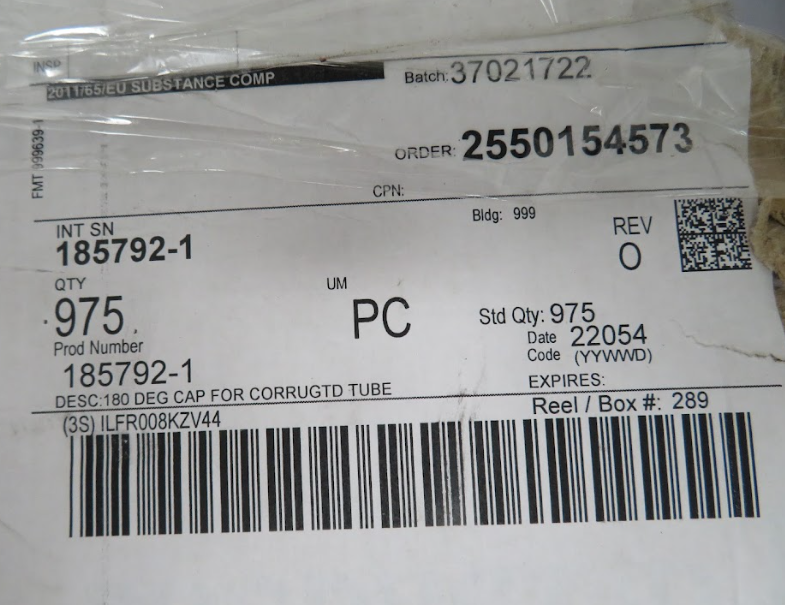 INSP
2011/65/EU SUBSTANCE COMP
Batch: 37021722
FMT 999639-1
ORDER: 2550154573
CPN:
INT SN
185792-1
Bldg: 999
REV
O
QTY
975
UM
PC
Std Qty: 975
Date Code 22054
(YYWWD)
Prod Number
185792-1
EXPIRES:
DESC:180 DEG CAP FOR CORRUGTD TUBE
Reel / Box #: 289
(3S) ILFR008KZV44